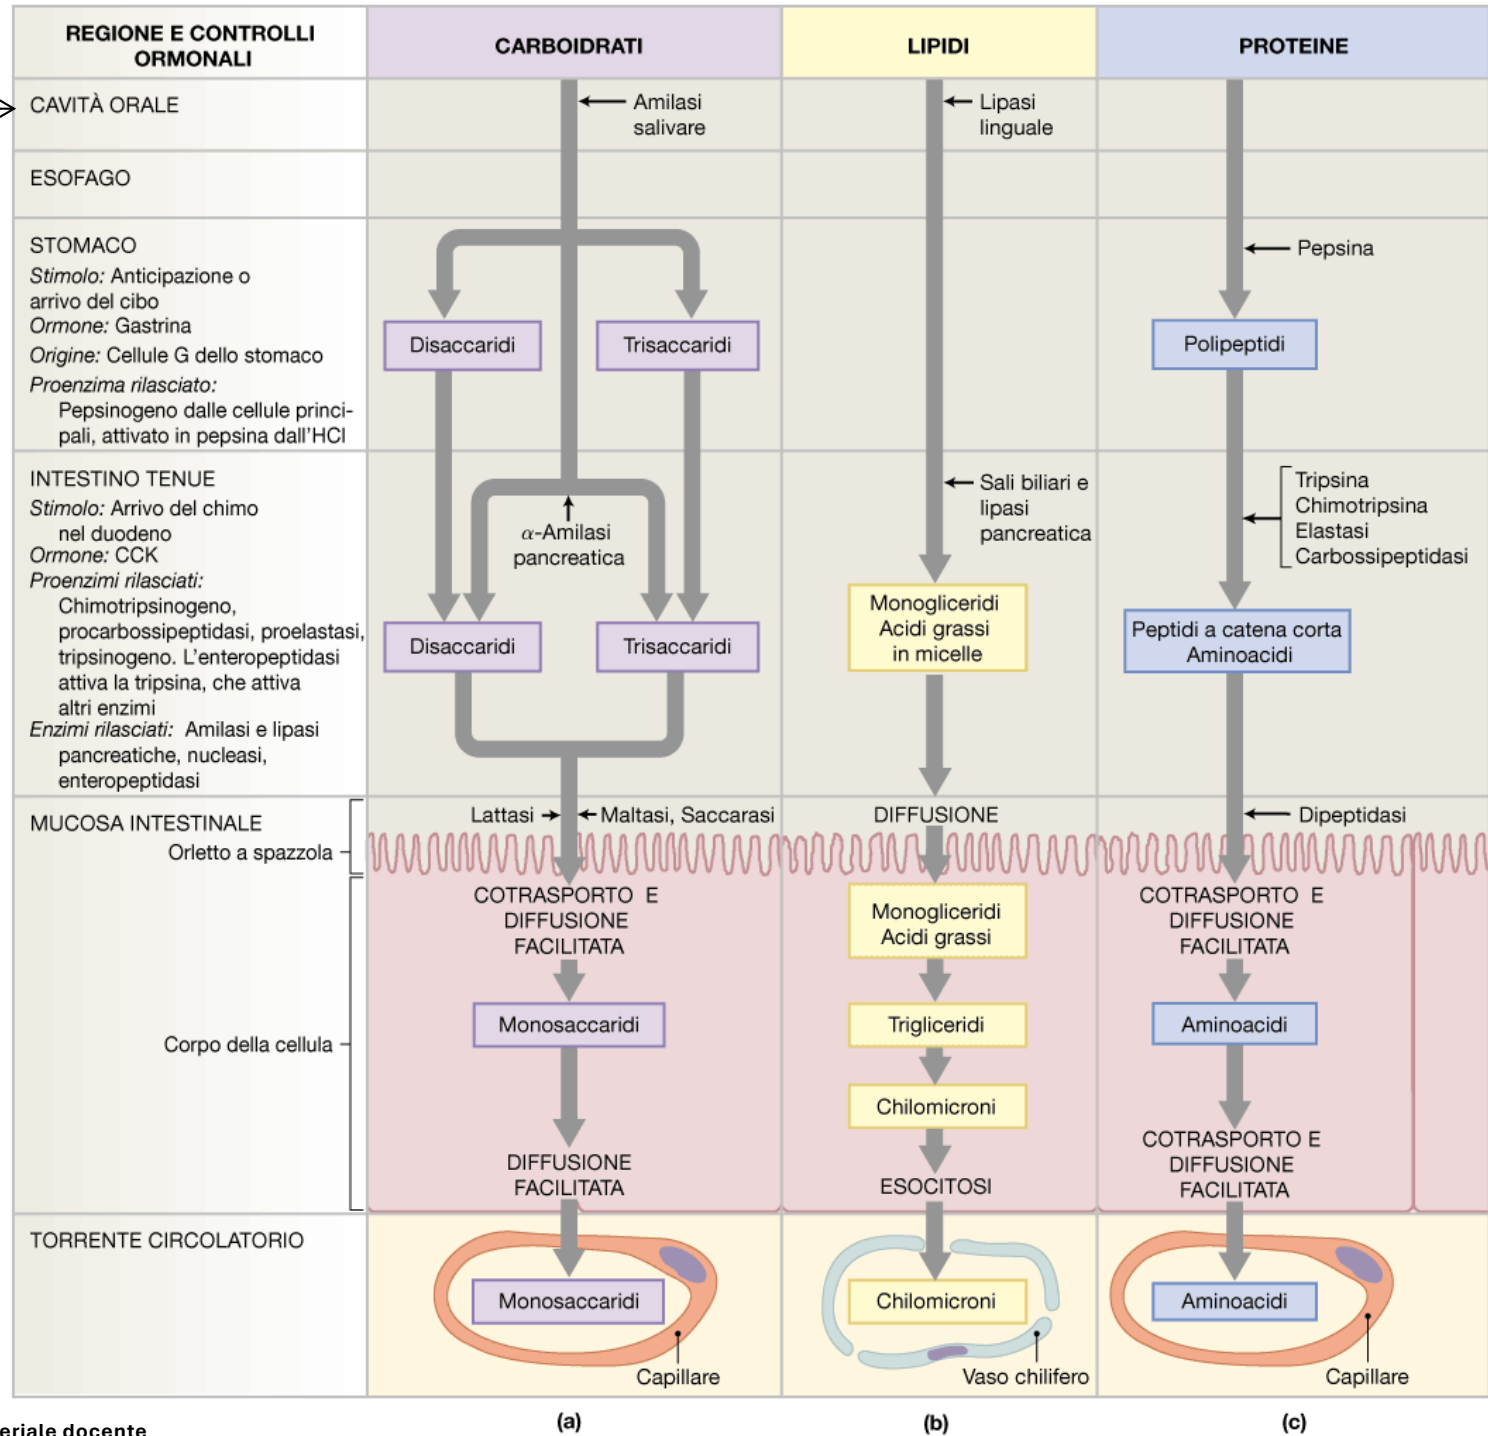 REGIONE E CONTROLLI
ORMONALI
CARBOIDRATI
LIPIDI
PROTEINE
CAVITÀ ORALE
Amilasi
salivare
Lipasi
linguale
ESOFAGO
STOMACO
Stimolo: Anticipazione o
arrivo del cibo
Ormone: Gastrina
Origine: Cellule G dello stomaco
Proenzima rilasciato:
Pepsinogeno dalle cellule princi-
pali, attivato in pepsina dall'HCl
Disaccaridi
Trisaccaridi
Pepsina
Polipeptidi
INTESTINO TENUE
Stimolo: Arrivo del chimo
nel duodeno
Ormone: CCK
Proenzimi rilasciati:
Chimotripsinogeno,
procarbossipeptidasi, proelastasi,
tripsinogeno. L'enteropeptidasi
attiva la tripsina, che attiva
altri enzimi
Enzimi rilasciati: Amilasi e lipasi
pancreatiche, nucleasi,
enteropeptidasi
α-Amilasi
pancreatica
Disaccaridi
Trisaccaridi
Sali biliari e
lipasi
pancreatica
Monogliceridi
Acidi grassi
in micelle
Tripsina
Chimotripsina
Elastasi
Carbossipeptidasi
Peptidi a catena corta
Aminoacidi
MUCOSA INTESTINALE
Orletto a spazzola
Corpo della cellula
Lattasi
Maltasi, Saccarasi
COTRASPORTO E
DIFFUSIONE
FACILITATA
Monosaccaridi
DIFFUSIONE
FACILITATA
DIFFUSIONE
Monogliceridi
Acidi grassi
Trigliceridi
Chilomicroni
ESOCITOSI
Dipeptidasi
COTRASPORTO E
DIFFUSIONE
FACILITATA
Aminoacidi
COTRASPORTO E
DIFFUSIONE
FACILITATA
TORRENTE CIRCOLATORIO
Monosaccaridi
Capillare
Chilomicroni
Vaso chilifero
Aminoacidi
Capillare
(a)
(b)
(c)
eriale docente